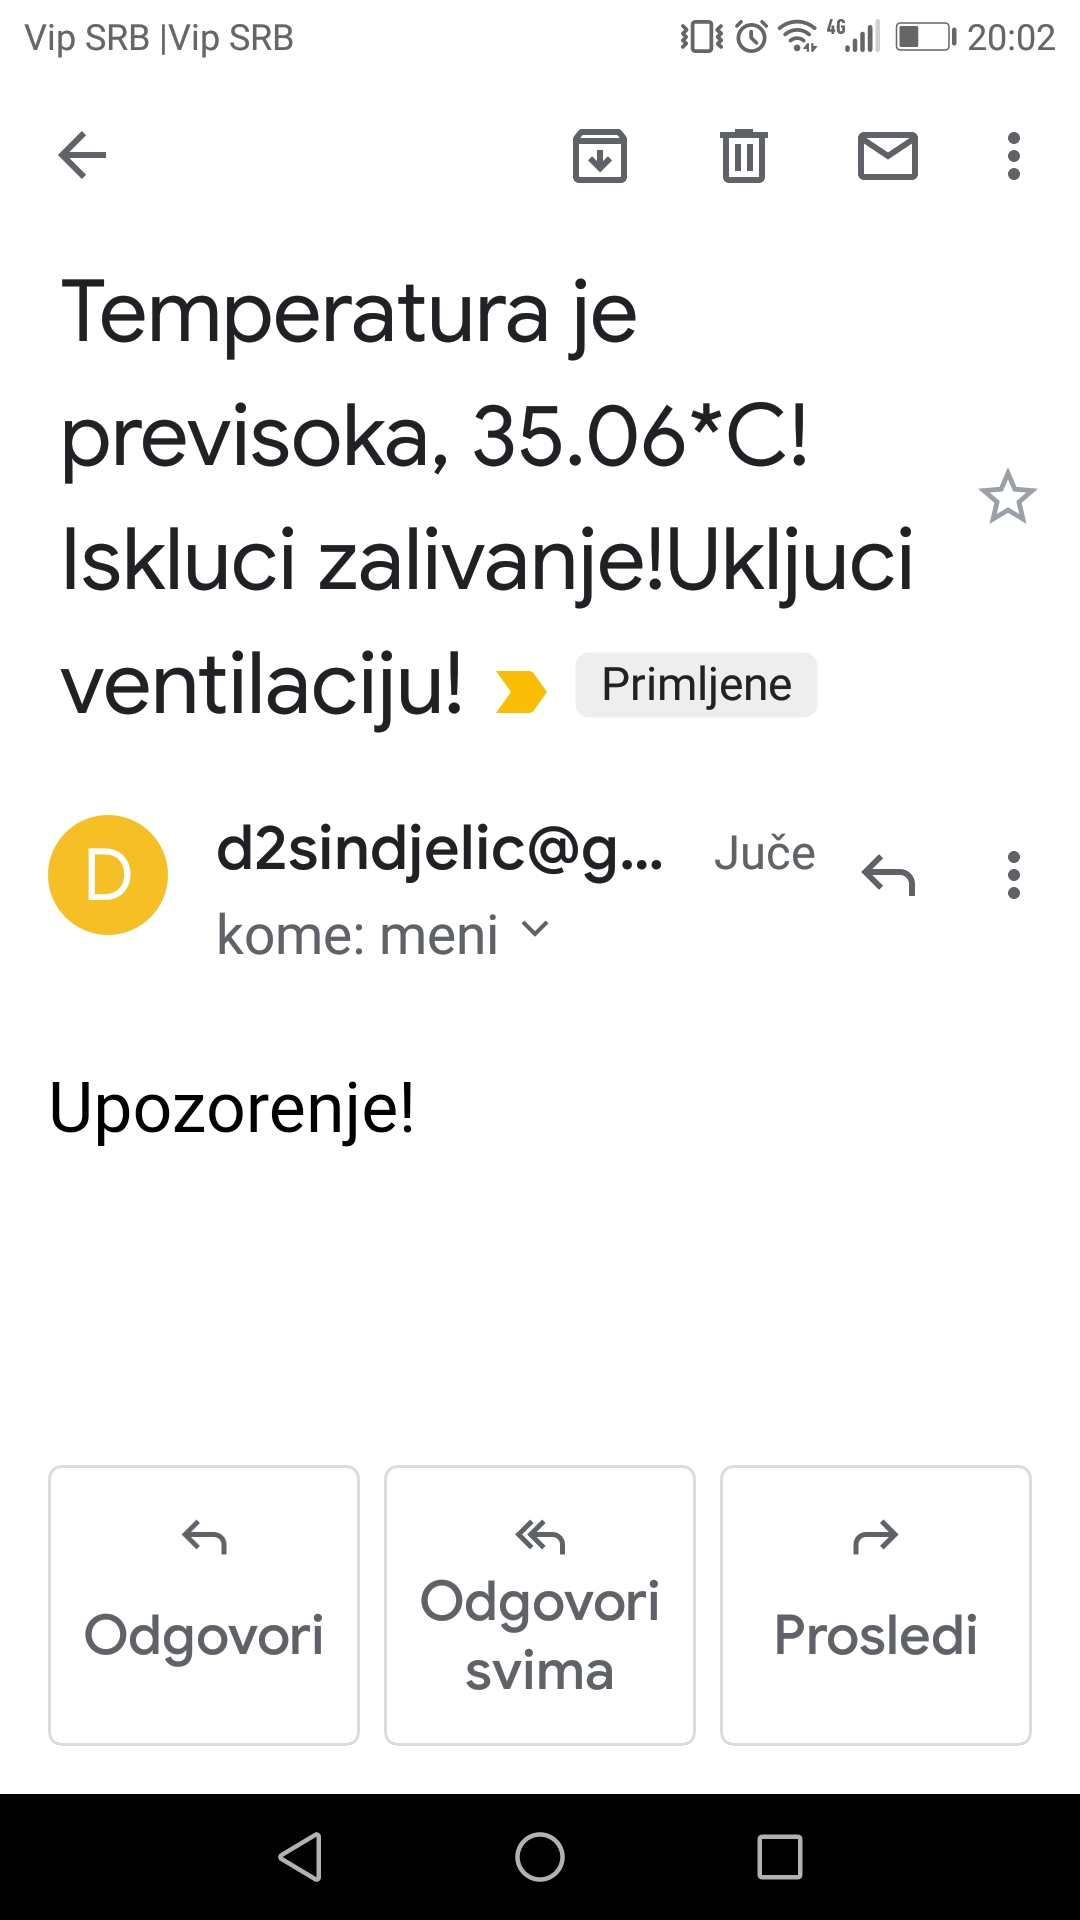 Vip SRB |Vip SRB 4G 20:02
Temperatura je
previsoka, 35.06*C!
Iskluci zalivanje!Ukljuci
ventilaciju! Primljene
D d2sindjelic@g... Juče
kome: meni
Upozorenje!
Odgovori
Odgovori
svima
Prosledi